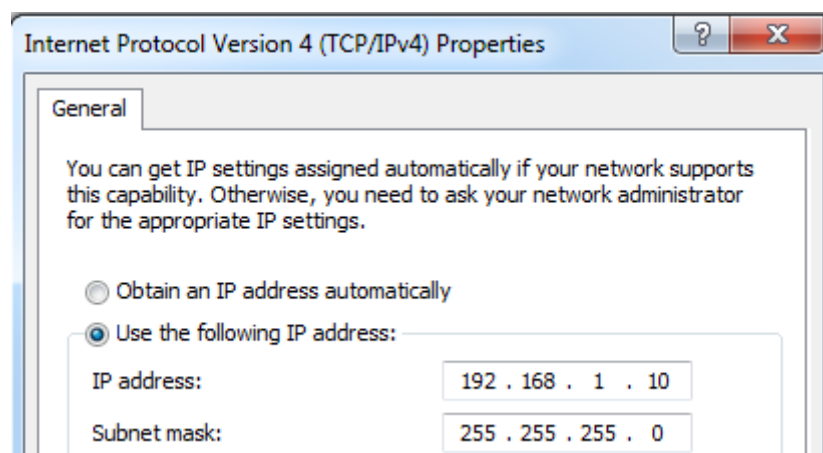 Internet Protocol Version 4 (TCP/IPv4) Properties
General
You can get IP settings assigned automatically if your network supports
this capability. Otherwise, you need to ask your network administrator
for the appropriate IP settings.
Obtain an IP address automatically
Use the following IP address:
IP address: 192 . 168 . 1 . 10
Subnet mask: 255 . 255 . 255 . 0